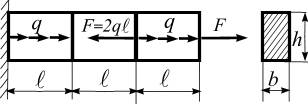 q F=2qℓ q F h
ℓ ℓ ℓ b